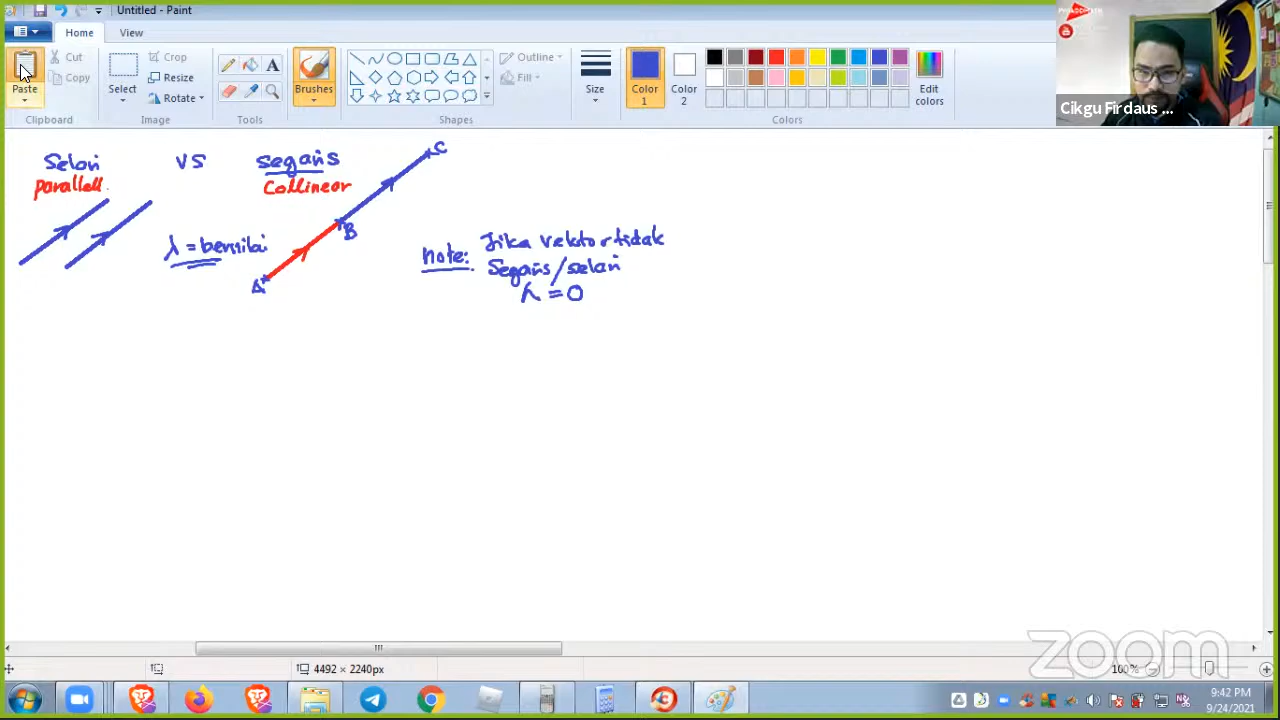 Untitled - Paint
Home View
Paste
Cut
Copy
Clipboard
Select
Crop
Resize
Rotate
Image
Tools
Brushes
Shapes
Outline
Fill
Size
Color 1
Color 2
Colors
Edit colors
Cikgu Firdaus ...
Selari vs segaris
parallel collinear
A
B
C
λ = bernilai
note: Jika vektor tidak
segaris/selari
λ = 0
zoom
4492 × 2240px
100%
9:42 PM
9/24/2021